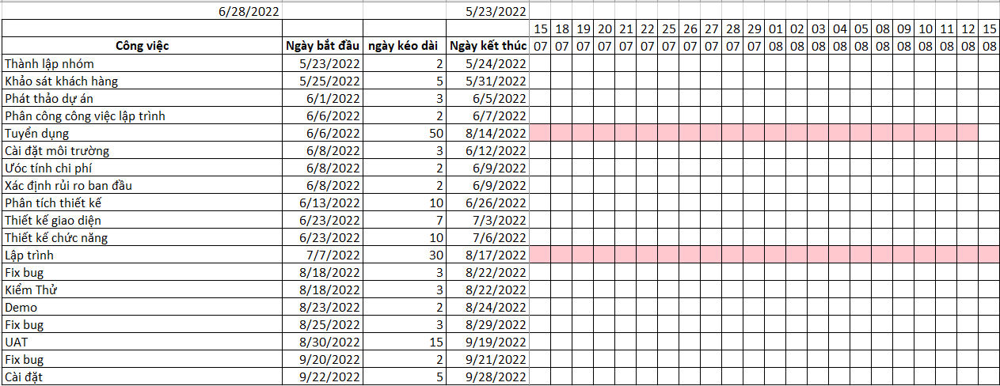 6/28/2022 5/23/2022
15 18 19 20 21 22 25 26 27 28 29 01 02 03 04 05 08 09 10 11 12 15
Công việc Ngày bắt đầu ngày kéo dài Ngày kết thúc 07 07 07 07 07 07 07 07 07 07 07 08 08 08 08 08 08 08 08 08 08 08
Thành lập nhóm 5/23/2022 2 5/24/2022
Khảo sát khách hàng 5/25/2022 5 5/31/2022
Phát thảo dự án 6/1/2022 3 6/5/2022
Phân công công việc lập trình 6/6/2022 2 6/7/2022
Tuyển dụng 6/6/2022 50 8/14/2022
Cài đặt môi trường 6/8/2022 3 6/12/2022
Ước tính chi phí 6/8/2022 2 6/9/2022
Xác định rủi ro ban đầu 6/8/2022 2 6/9/2022
Phân tích thiết kế 6/13/2022 10 6/26/2022
Thiết kế giao diện 6/23/2022 7 7/3/2022
Thiết kế chức năng 6/23/2022 10 7/6/2022
Lập trình 7/7/2022 30 8/17/2022
Fix bug 8/18/2022 3 8/22/2022
Kiểm Thử 8/18/2022 3 8/22/2022
Demo 8/23/2022 2 8/24/2022
Fix bug 8/25/2022 3 8/29/2022
UAT 8/30/2022 15 9/19/2022
Fix bug 9/20/2022 2 9/21/2022
Cài đặt 9/22/2022 5 9/28/2022